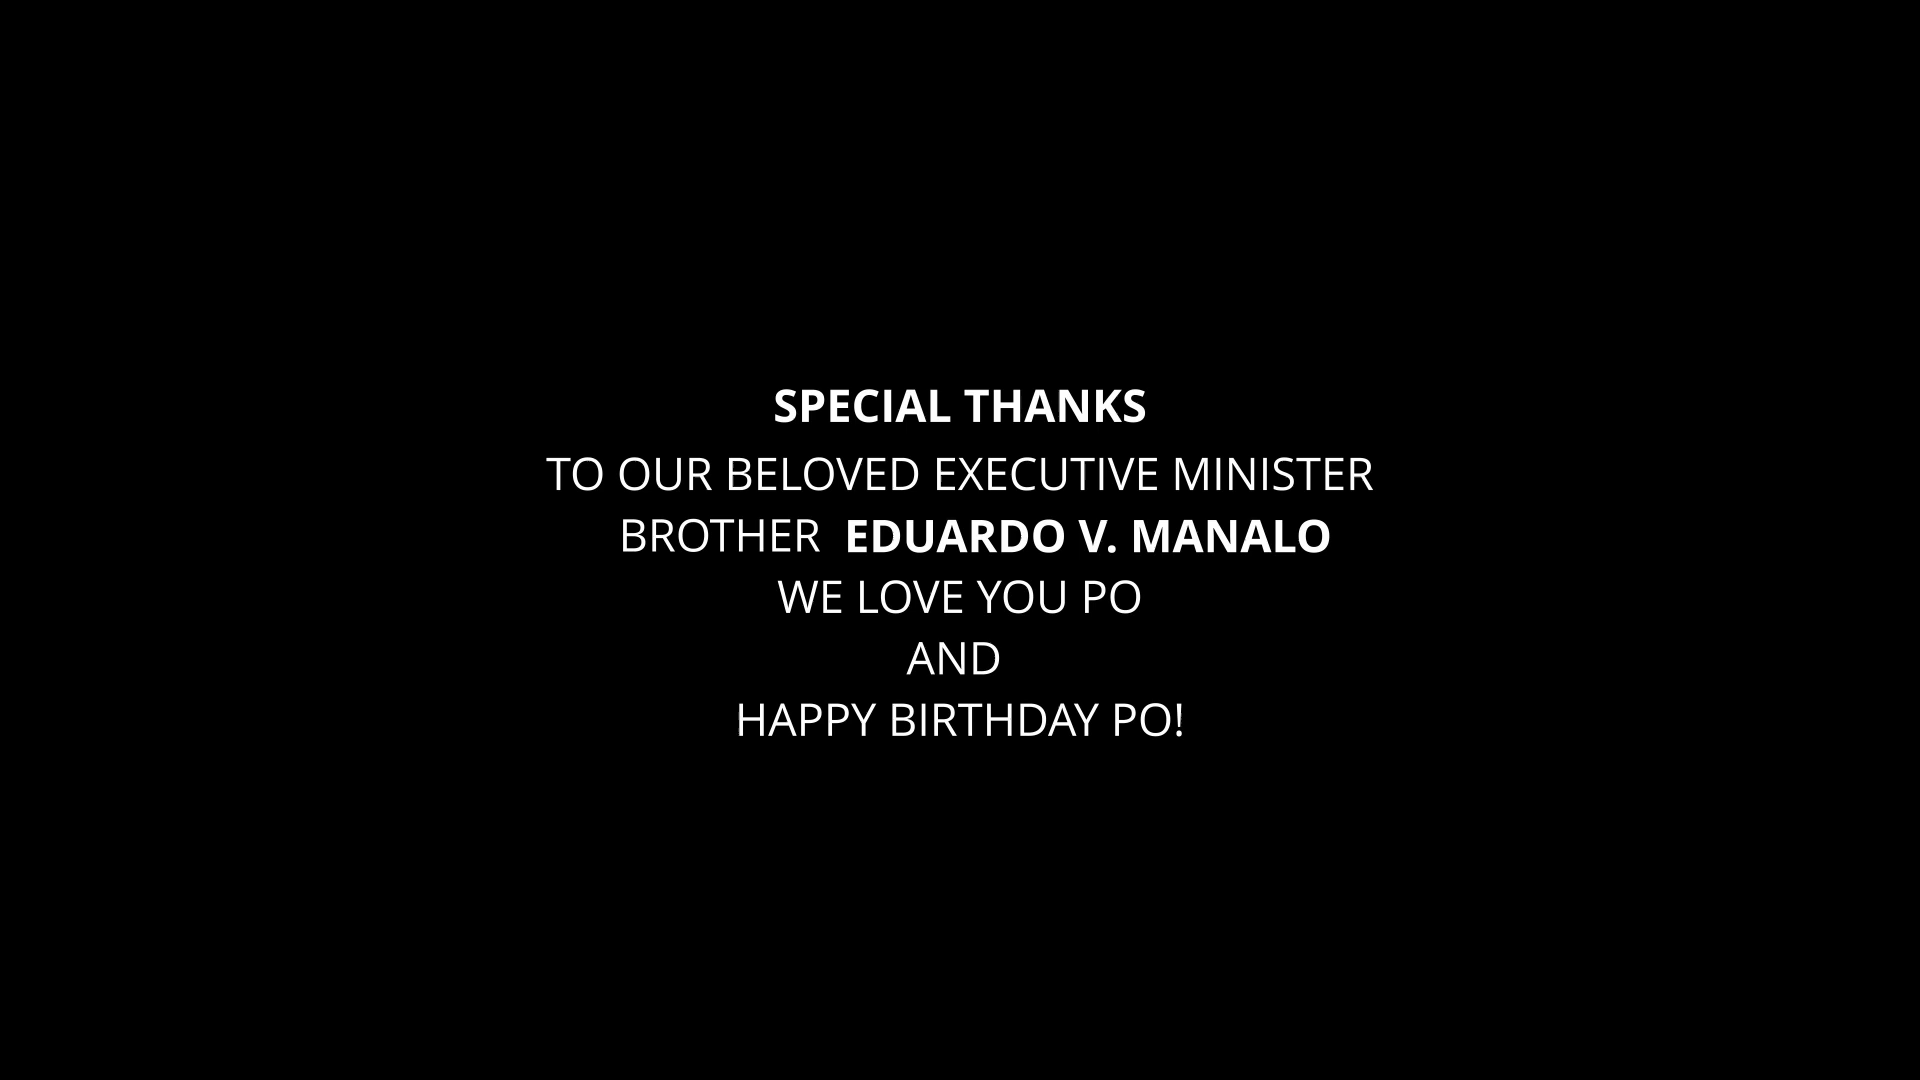 SPECIAL THANKS
TO OUR BELOVED EXECUTIVE MINISTER
BROTHER EDUARDO V. MANALO
WE LOVE YOU PO
AND
HAPPY BIRTHDAY PO!